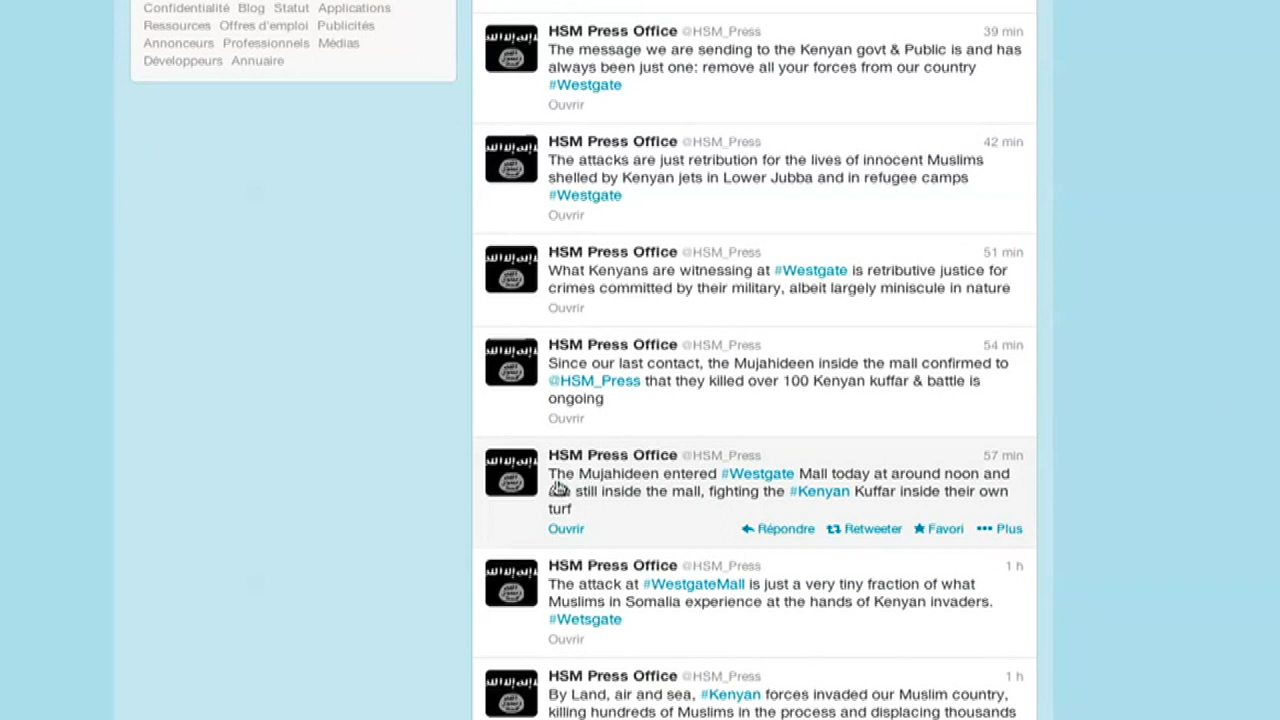 Confidentialité Blog Statut Applications
Ressources Offres d'emploi Publicités
Annonceurs Professionnels Médias
Développeurs Annuaire
HSM Press Office @HSM_Press 39 min
The message we are sending to the Kenyan govt & Public is and has
always been just one: remove all your forces from our country
#Westgate
Ouvrir
HSM Press Office @HSM_Press 42 min
The attacks are just retribution for the lives of innocent Muslims
shelled by Kenyan jets in Lower Jubba and in refugee camps
#Westgate
Ouvrir
HSM Press Office @HSM_Press 51 min
What Kenyans are witnessing at #Westgate is retributive justice for
crimes committed by their military, albeit largely miniscule in nature
Ouvrir
HSM Press Office @HSM_Press 54 min
Since our last contact, the Mujahideen inside the mall confirmed to
@HSM_Press that they killed over 100 Kenyan kuffar & battle is
ongoing
Ouvrir
HSM Press Office @HSM_Press 57 min
The Mujahideen entered #Westgate Mall today at around noon and
still inside the mall, fighting the #Kenyan Kuffar inside their own
turf
Ouvrir Répondre Retweeter Favori Plus
HSM Press Office @HSM_Press 1 h
The attack at #WestgateMall is just a very tiny fraction of what
Muslims in Somalia experience at the hands of Kenyan invaders.
#Wetsgate
Ouvrir
HSM Press Office @HSM_Press 1 h
By Land, air and sea, #Kenyan forces invaded our Muslim country,
killing hundreds of Muslims in the process and displacing thousands